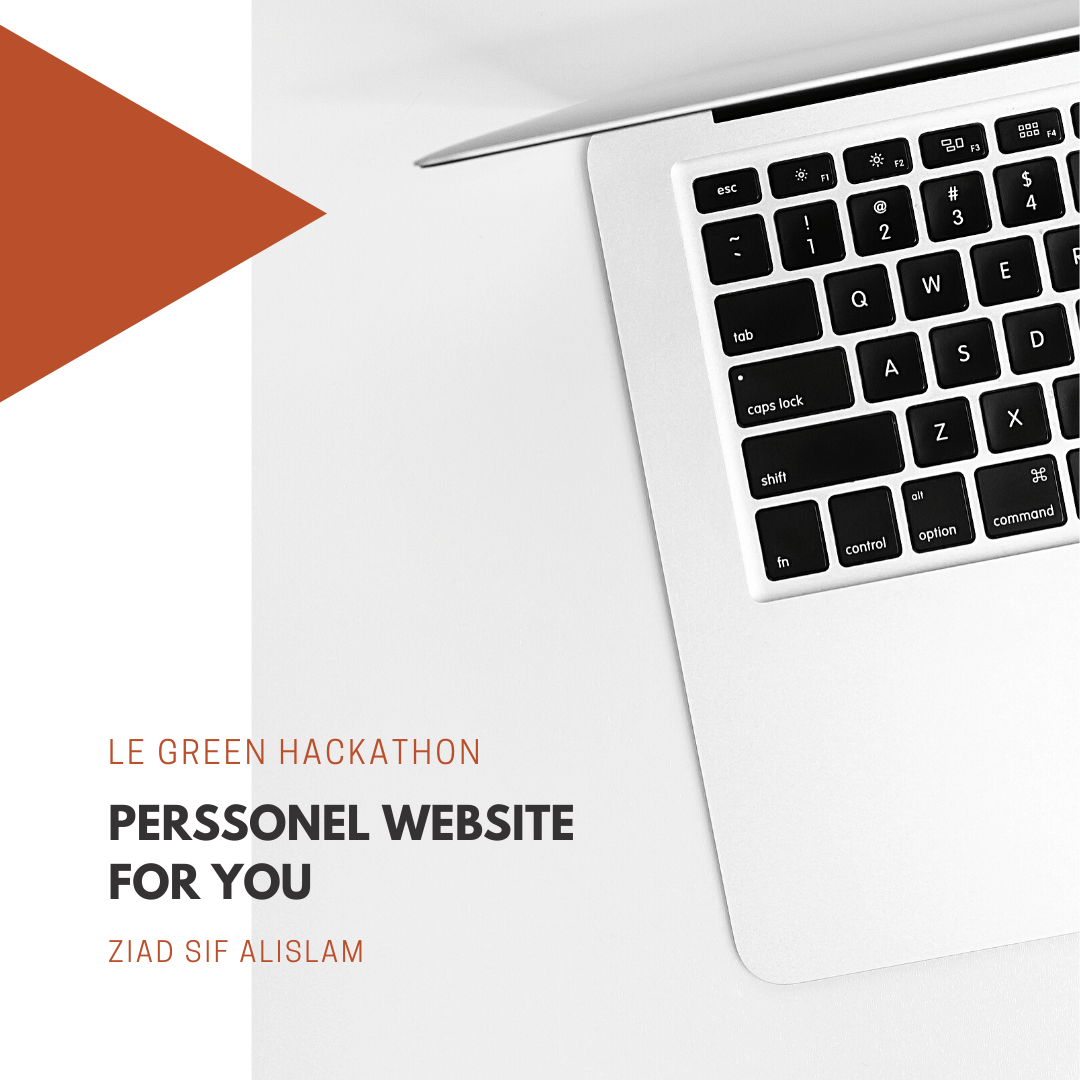 esc F1 F2 F3 F4
~ ` ! 1 @ 2 # 3 $ 4
tab Q W E
caps lock A S D
shift Z X
fn control alt option ⌘ command
LE GREEN HACKATHON
PERSSONEL WEBSITE
FOR YOU
ZIAD SIF ALISLAM